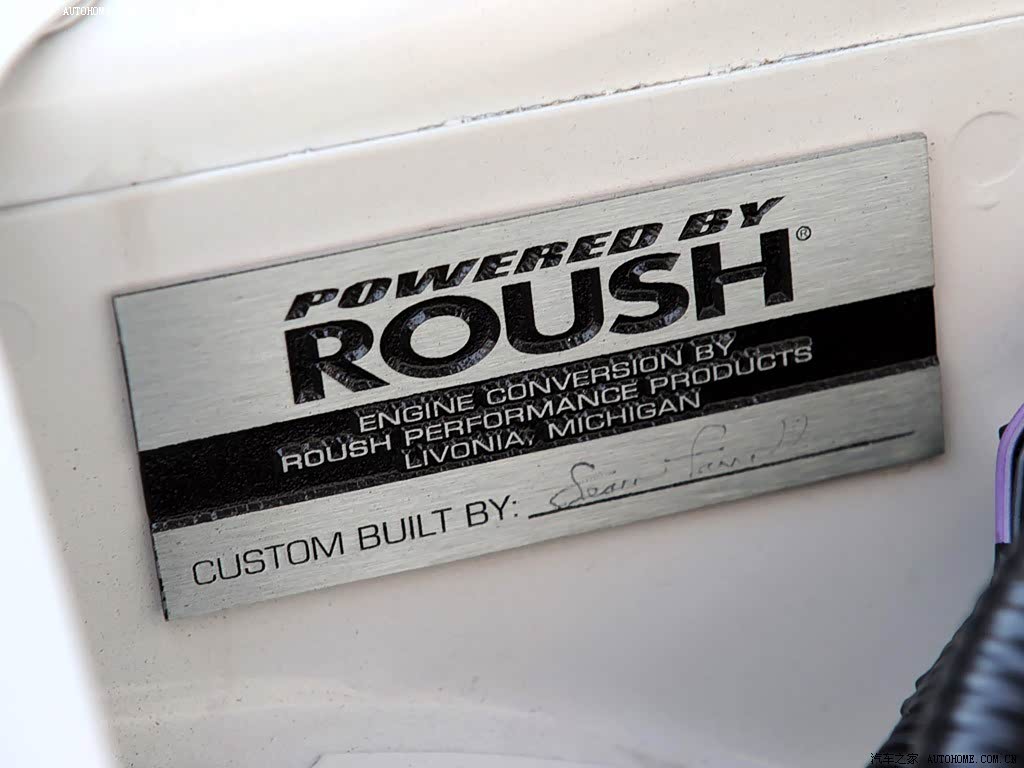 POWERED BY
ROUSH®
ENGINE CONVERSION BY
ROUSH PERFORMANCE PRODUCTS
LIVONIA, MICHIGAN
CUSTOM BUILT BY: Sean
汽车之家 AUTOHOME.COM.CN